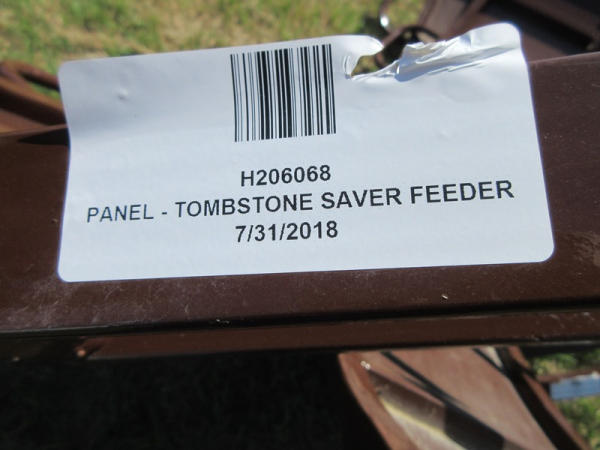 H206068
PANEL - TOMBSTONE SAVER FEEDER
7/31/2018